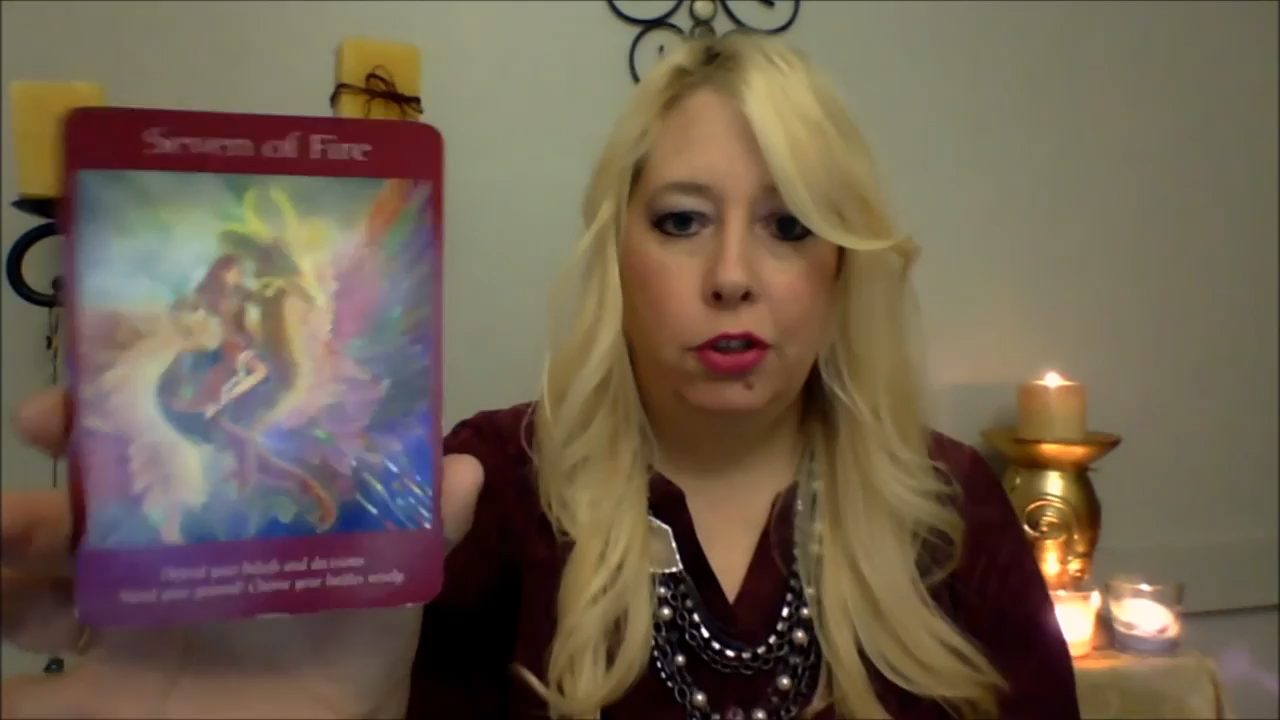 Seven of Fire
Defend your beliefs and decisions
Stand your ground! Choose your battles wisely